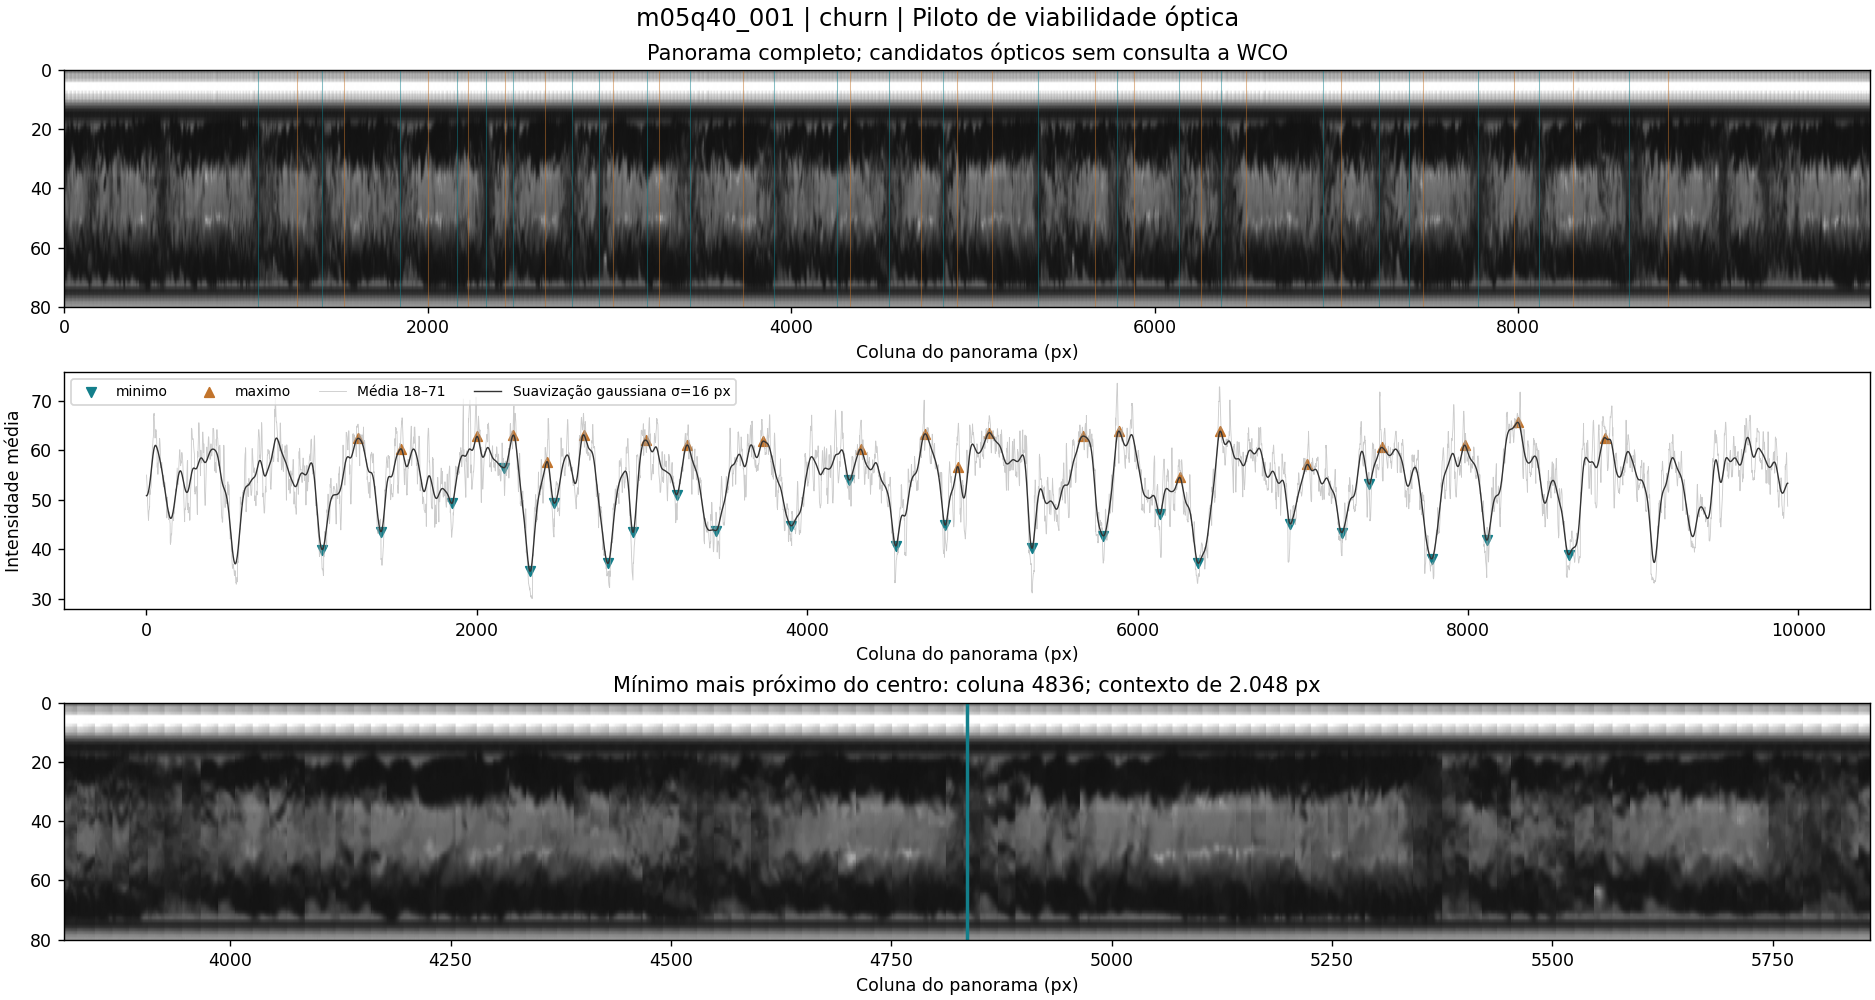 m05q40_001 | churn | Piloto de viabilidade óptica
Panorama completo; candidatos ópticos sem consulta a WCO
0
20
40
60
80
0 2000 4000 6000 8000
Coluna do panorama (px)
minimo maximo Média 18–71 Suavização gaussiana σ=16 px
Intensidade média
70
60
50
40
30
0 2000 4000 6000 8000 10000
Coluna do panorama (px)
Mínimo mais próximo do centro: coluna 4836; contexto de 2.048 px
0
20
40
60
80
4000 4250 4500 4750 5000 5250 5500 5750
Coluna do panorama (px)